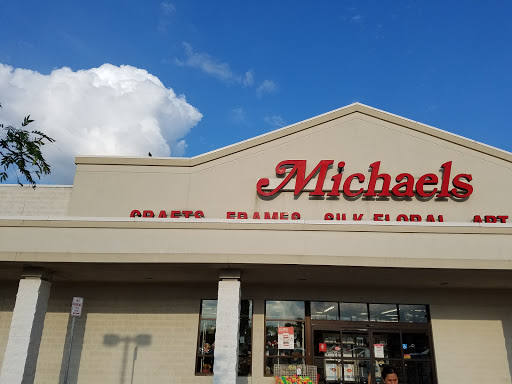 Michaels
CRAFTS FRAMES SILK FLORAL ART